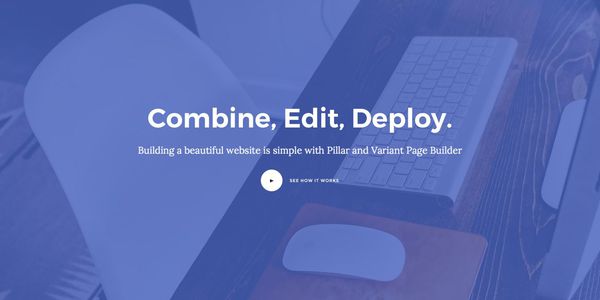 Combine, Edit, Deploy.
Building a beautiful website is simple with Pillar and Variant Page Builder
SEE HOW IT WORKS